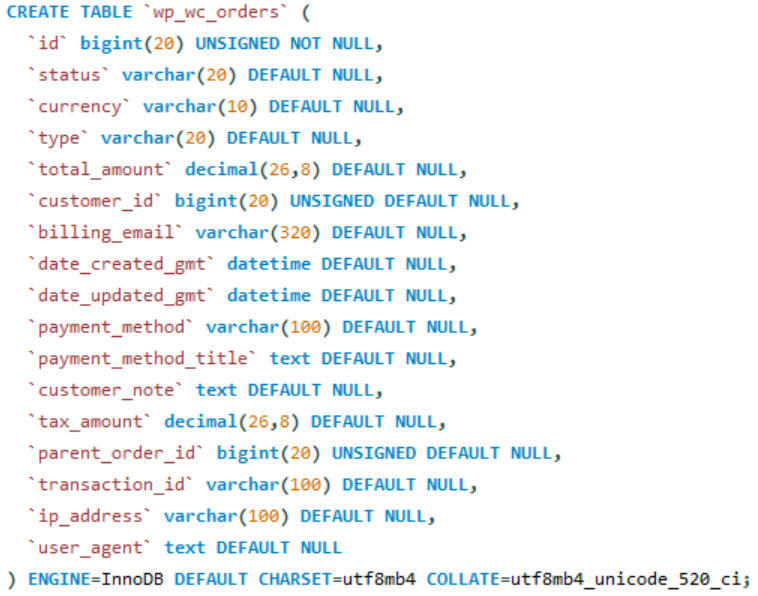 CREATE TABLE `wp_wc_orders` (
  `id` bigint(20) UNSIGNED NOT NULL,
  `status` varchar(20) DEFAULT NULL,
  `currency` varchar(10) DEFAULT NULL,
  `type` varchar(20) DEFAULT NULL,
  `total_amount` decimal(26,8) DEFAULT NULL,
  `customer_id` bigint(20) UNSIGNED DEFAULT NULL,
  `billing_email` varchar(320) DEFAULT NULL,
  `date_created_gmt` datetime DEFAULT NULL,
  `date_updated_gmt` datetime DEFAULT NULL,
  `payment_method` varchar(100) DEFAULT NULL,
  `payment_method_title` text DEFAULT NULL,
  `customer_note` text DEFAULT NULL,
  `tax_amount` decimal(26,8) DEFAULT NULL,
  `parent_order_id` bigint(20) UNSIGNED DEFAULT NULL,
  `transaction_id` varchar(100) DEFAULT NULL,
  `ip_address` varchar(100) DEFAULT NULL,
  `user_agent` text DEFAULT NULL
) ENGINE=InnoDB DEFAULT CHARSET=utf8mb4 COLLATE=utf8mb4_unicode_520_ci;